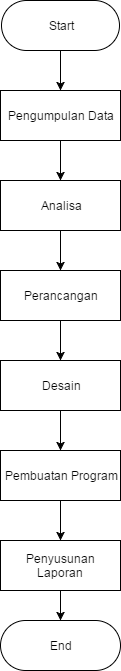 Start
Pengumpulan Data
Analisa
Perancangan
Desain
Pembuatan Program
Penyusunan
Laporan
End